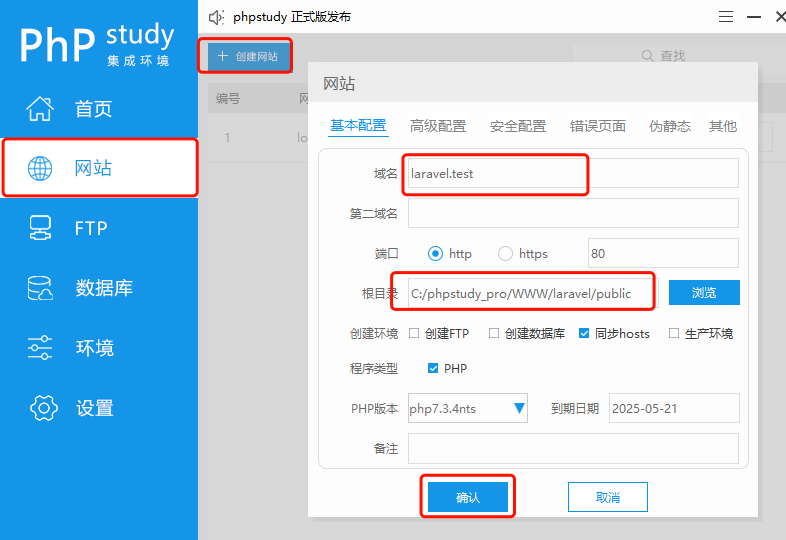 PhP study
集成环境
首页
网站
FTP
数据库
环境
设置
phpstudy 正式版发布
创建网站
查找
编号
1
lo
网站
基本配置 高级配置 安全配置 错误页面 伪静态 其他
域名 laravel.test
第二域名
端口 http https 80
根目录 C:/phpstudy_pro/WWW/laravel/public 浏览
创建环境 创建FTP 创建数据库 同步hosts 生产环境
程序类型 PHP
PHP版本 php7.3.4nts 到期日期 2025-05-21
备注
确认 取消